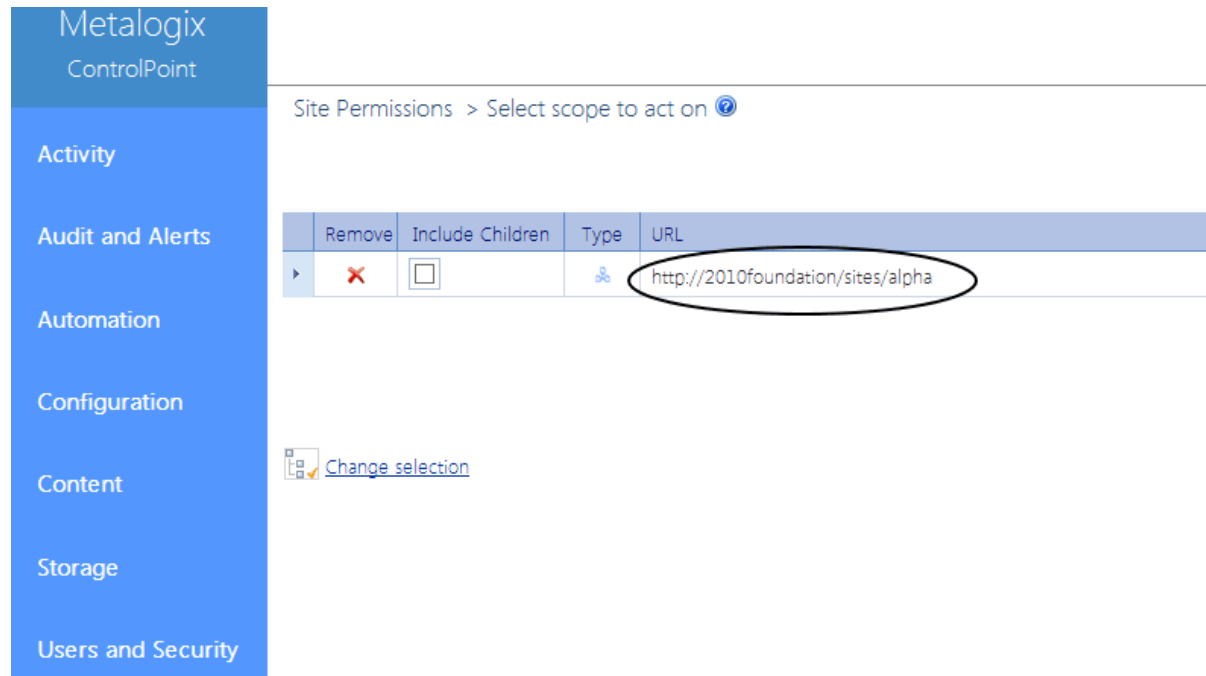 Metalogix
ControlPoint
Site Permissions > Select scope to act on
Activity
Audit and Alerts
Remove Include Children Type URL
http://2010foundation/sites/alpha
Automation
Configuration
Change selection
Content
Storage
Users and Security